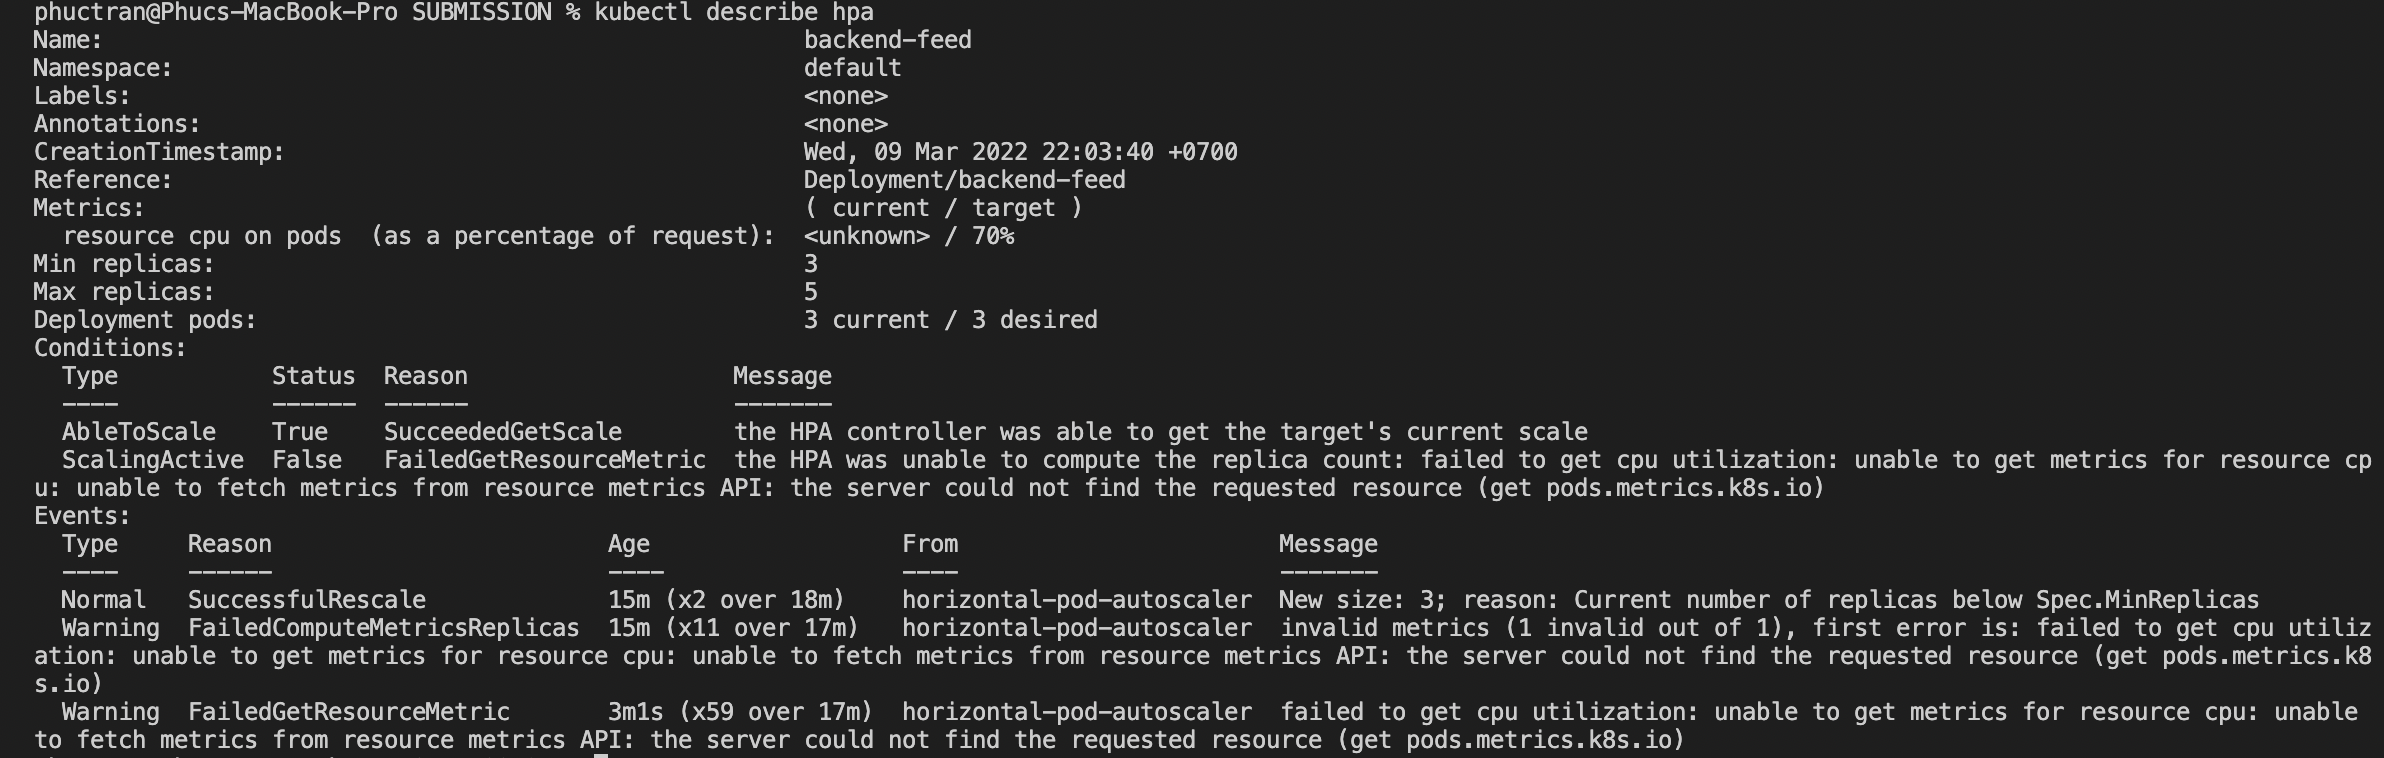 phuctran@Phucs-MacBook-Pro SUBMISSION % kubectl describe hpa
Name:                                                  backend-feed
Namespace:                                             default
Labels:                                                <none>
Annotations:                                           <none>
CreationTimestamp:                                     Wed, 09 Mar 2022 22:03:40 +0700
Reference:                                             Deployment/backend-feed
Metrics:                                               ( current / target )
  resource cpu on pods  (as a percentage of request):  <unknown> / 70%
Min replicas:                                          3
Max replicas:                                          5
Deployment pods:                                       3 current / 3 desired
Conditions:
  Type           Status  Reason                   Message
  ----           ------  ------                   -------
  AbleToScale    True    SucceededGetScale        the HPA controller was able to get the target's current scale
  ScalingActive  False   FailedGetResourceMetric  the HPA was unable to compute the replica count: failed to get cpu utilization: unable to get metrics for resource cp
u: unable to fetch metrics from resource metrics API: the server could not find the requested resource (get pods.metrics.k8s.io)
Events:
  Type     Reason                        Age                  From                       Message
  ----     ------                        ----                 ----                       -------
  Normal   SuccessfulRescale             15m (x2 over 18m)    horizontal-pod-autoscaler  New size: 3; reason: Current number of replicas below Spec.MinReplicas
  Warning  FailedComputeMetricsReplicas  15m (x11 over 17m)   horizontal-pod-autoscaler  invalid metrics (1 invalid out of 1), first error is: failed to get cpu utiliz
ation: unable to get metrics for resource cpu: unable to fetch metrics from resource metrics API: the server could not find the requested resource (get pods.metrics.k8
s.io)
  Warning  FailedGetResourceMetric       3m1s (x59 over 17m)  horizontal-pod-autoscaler  failed to get cpu utilization: unable to get metrics for resource cpu: unable
to fetch metrics from resource metrics API: the server could not find the requested resource (get pods.metrics.k8s.io)